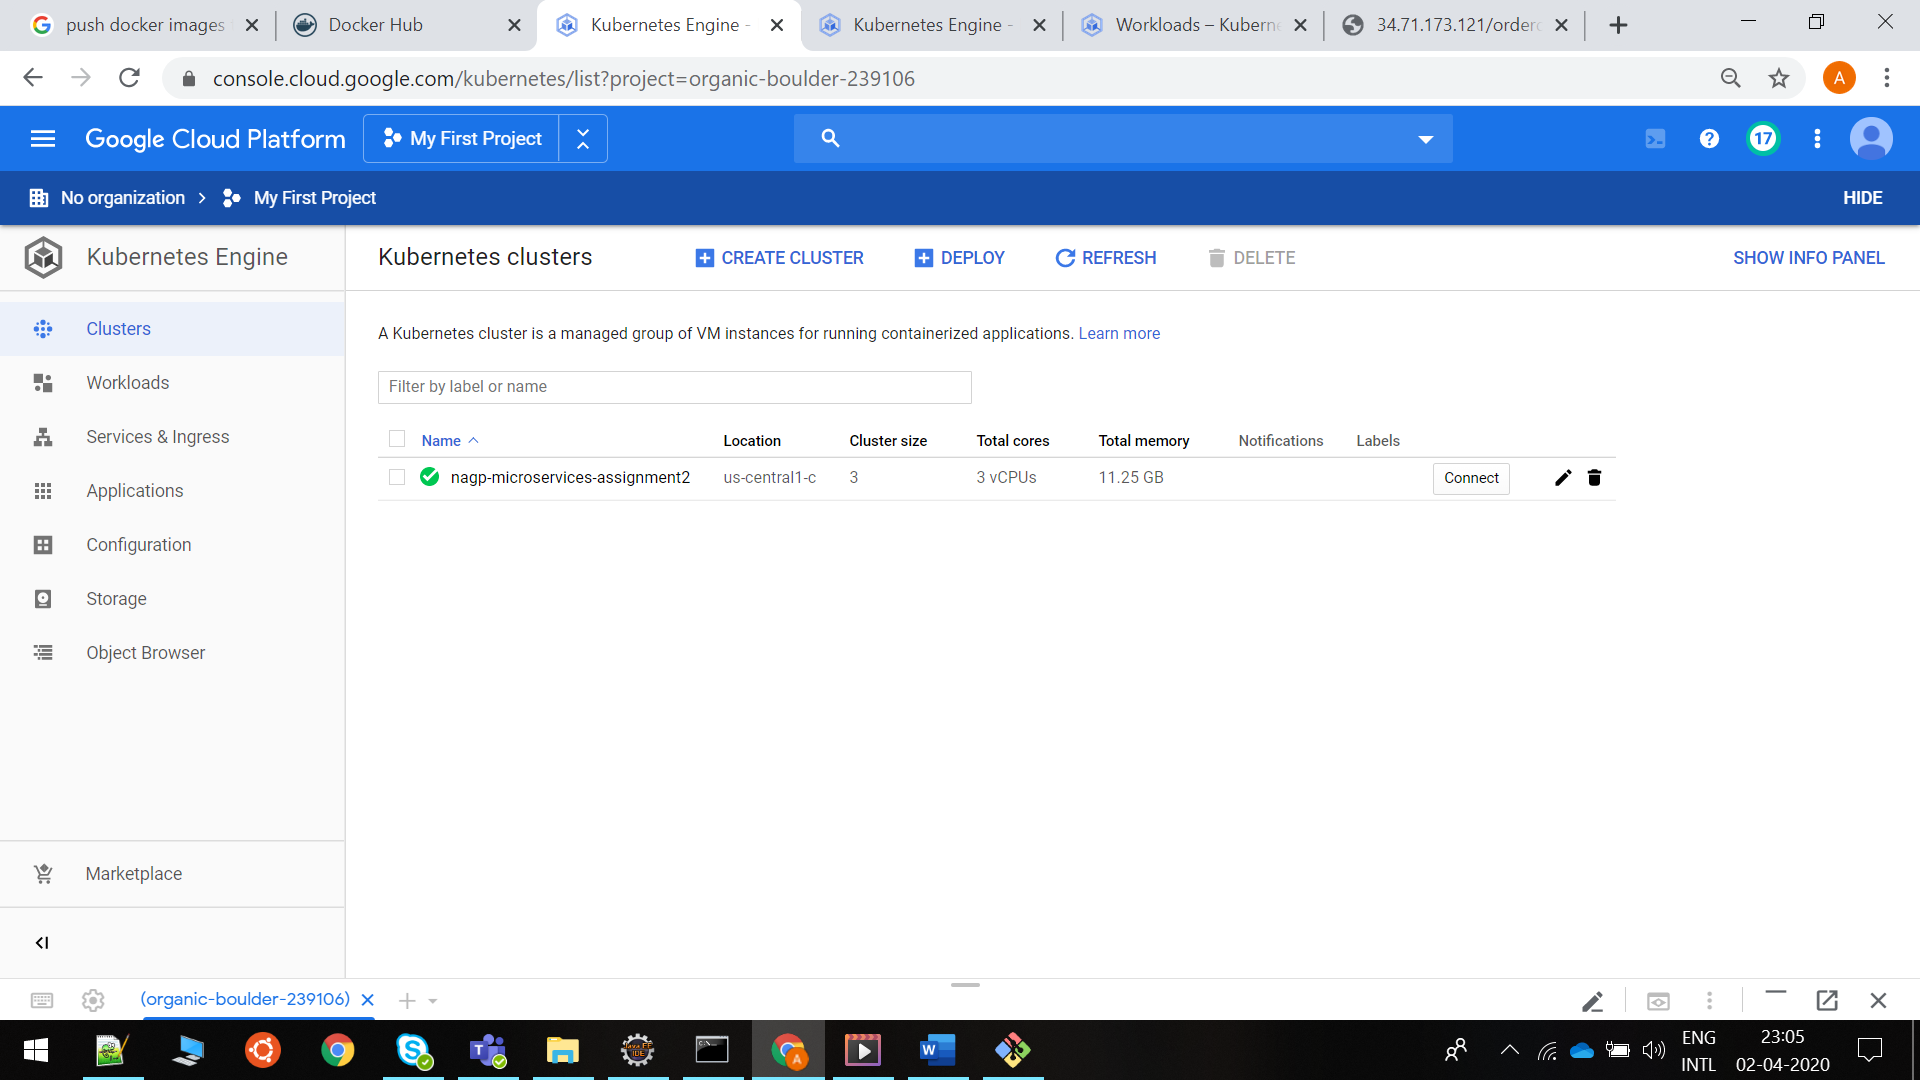 push docker images
Docker Hub
Kubernetes Engine -
Kubernetes Engine -
Workloads – Kuberne
34.71.173.121/orderc
console.cloud.google.com/kubernetes/list?project=organic-boulder-239106
A
Google Cloud Platform
My First Project
17
No organization
My First Project
HIDE
Kubernetes Engine
Kubernetes clusters
CREATE CLUSTER
DEPLOY
REFRESH
DELETE
SHOW INFO PANEL
Clusters
Workloads
Services & Ingress
Applications
Configuration
Storage
Object Browser
Marketplace
A Kubernetes cluster is a managed group of VM instances for running containerized applications. Learn more
Filter by label or name
Name Location Cluster size Total cores Total memory Notifications Labels
nagp-microservices-assignment2 us-central1-c 3 3 vCPUs 11.25 GB Connect
(organic-boulder-239106)
ENG
INTL
23:05
02-04-2020